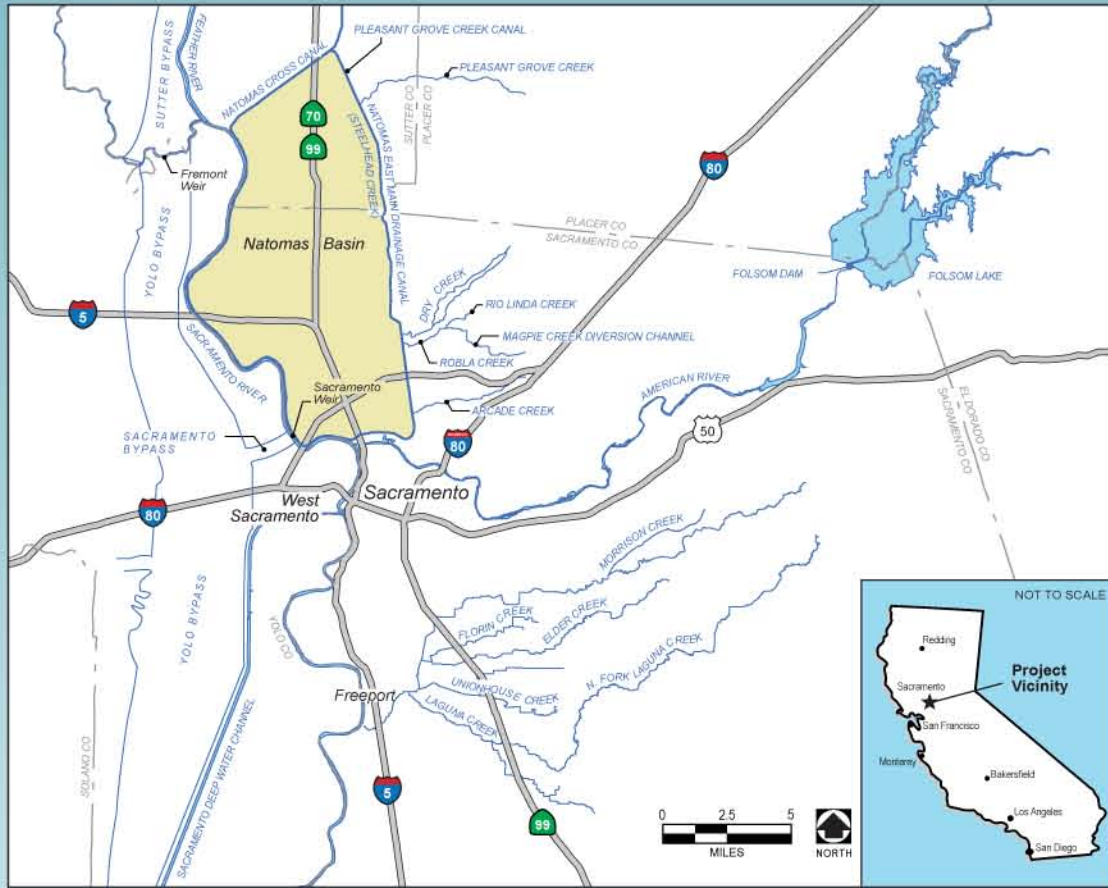 PLEASANT GROVE CREEK CANAL
SUTTER BYPASS
FEATHER RIVER
NATOMAS CROSS CANAL
PLEASANT GROVE CREEK
SUTTER CO
PLACER CO
70
99
80
NATOMAS EAST MAIN DRAINAGE CANAL
(STEELHEAD CREEK)
Fremont
Weir
YOLO BYPASS
Natomas Basin
PLACER CO
SACRAMENTO CO
FOLSOM DAM
FOLSOM LAKE
5
DRY CREEK
RIO LINDA CREEK
MAGPIE CREEK DIVERSION CHANNEL
ROBLA CREEK
SACRAMENTO RIVER
AMERICAN RIVER
Sacramento
Weir
ARCADE CREEK
SACRAMENTO
BYPASS
80
50
EL DORADO CO
SACRAMENTO CO
West
Sacramento
Sacramento
80
MORRISON CREEK
FLORIN CREEK
ELDER CREEK
YOLO BYPASS
YOLO CO
N. FORK LAGUNA CREEK
UNIONHOUSE CREEK
LAGUNA CREEK
Freeport
SOLANO CO
SACRAMENTO DEEP WATER CHANNEL
5
99
0 2.5 5
MILES
NORTH
NOT TO SCALE
Redding
Project
Vicinity
Sacramento
San Francisco
Monterey
Bakersfield
Los Angeles
San Diego